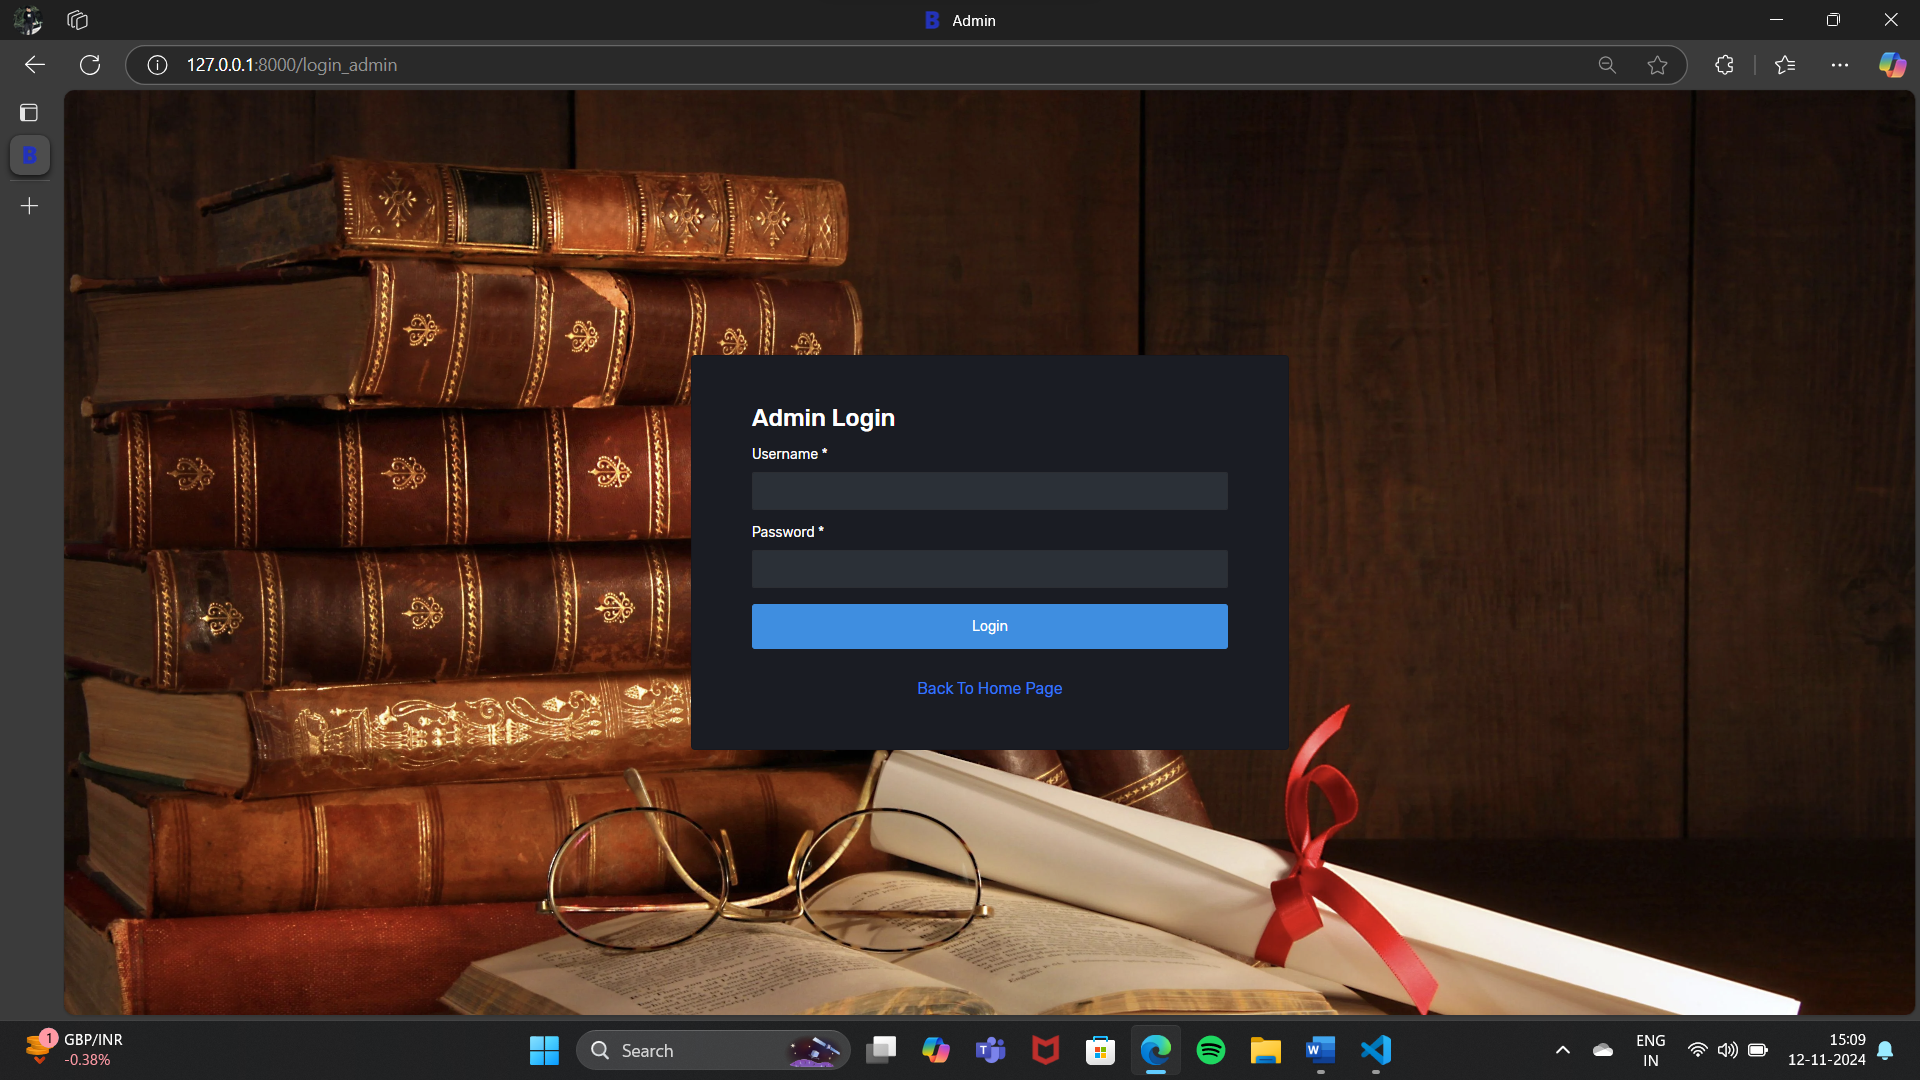 B Admin
127.0.0.1:8000/login_admin
B
Admin Login
Username *
Password *
Login
Back To Home Page
1
GBP/INR
-0.38%
Search
ENG
IN
15:09
12-11-2024